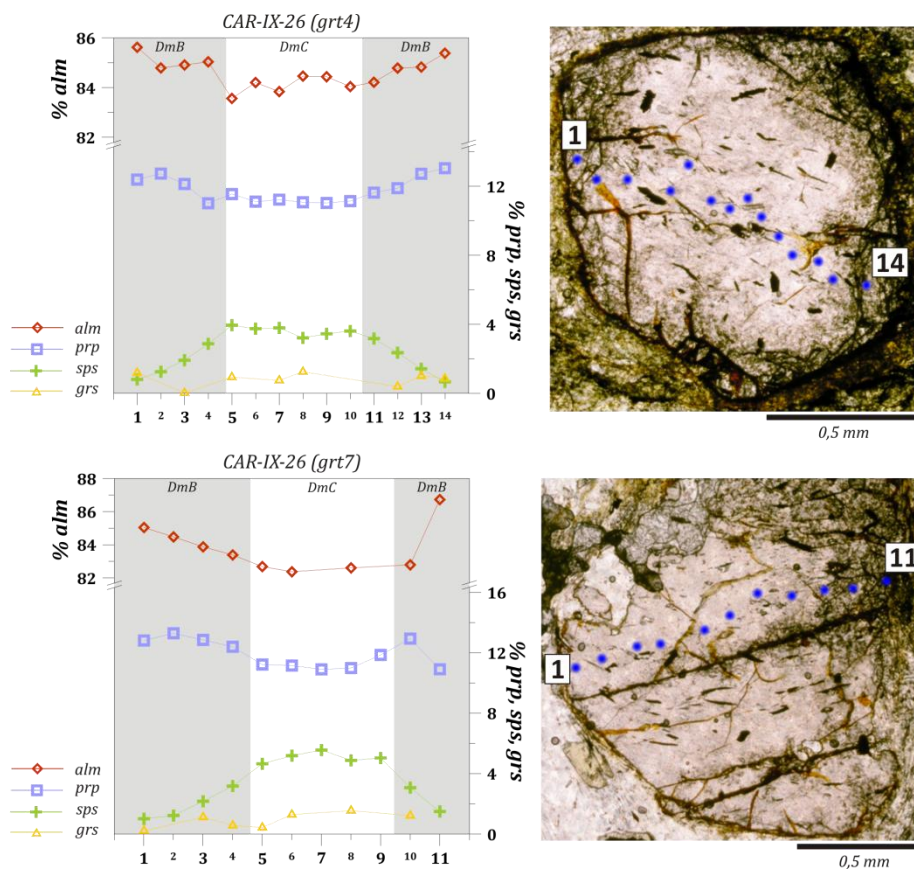 CAR-IX-26 (grt4)
DmB DmC DmB
% alm
86
84
82
12
8
4
0
% prp, sps, grs
alm
prp
sps
grs
1 2 3 4 5 6 7 8 9 10 11 12 13 14
1
14
0,5 mm
CAR-IX-26 (grt7)
DmB DmC DmB
% alm
88
86
84
82
16
12
8
4
0
% prp, sps, grs
alm
prp
sps
grs
1 2 3 4 5 6 7 8 9 10 11
1
11
0,5 mm